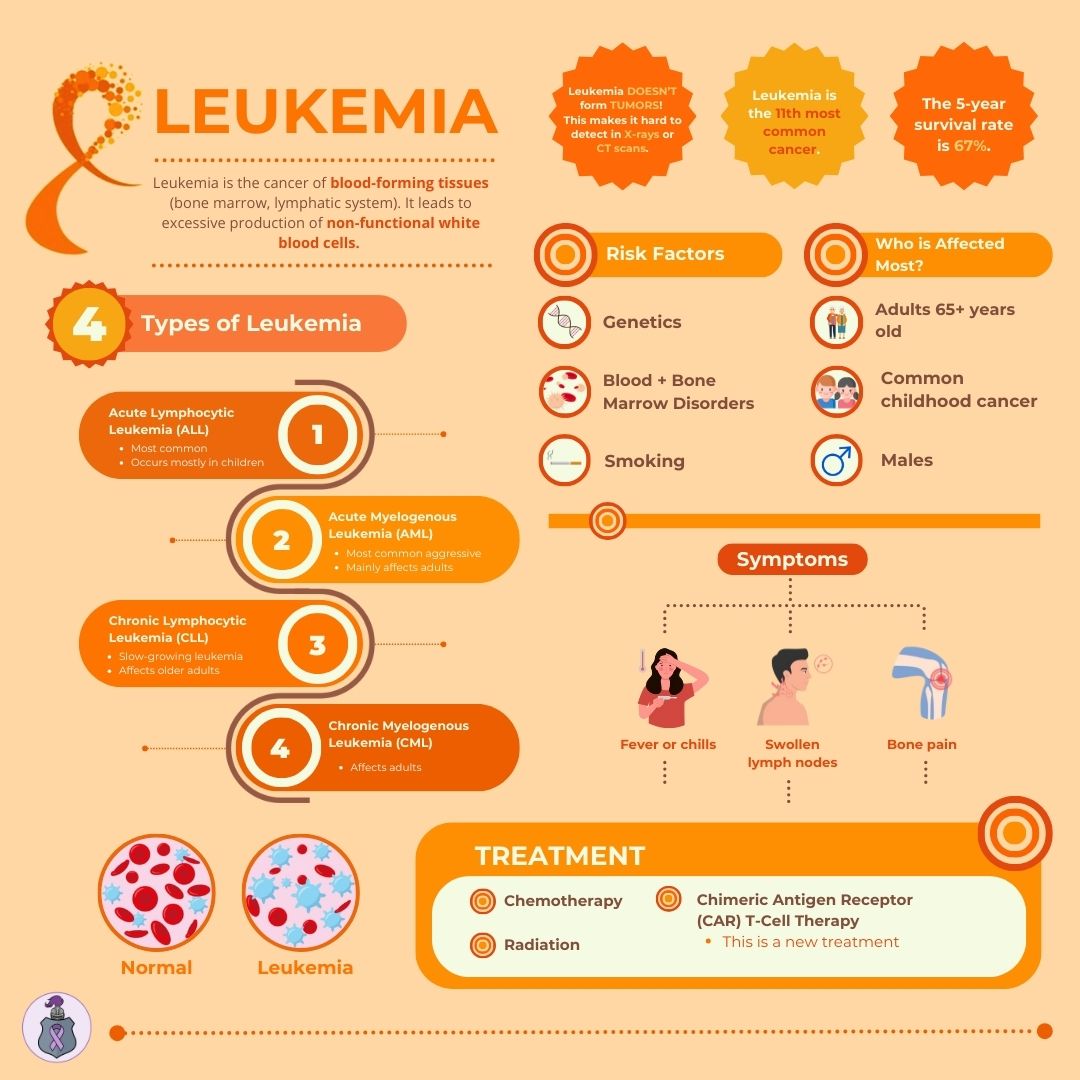 LEUKEMIA
Leukemia is the cancer of blood-forming tissues
(bone marrow, lymphatic system). It leads to
excessive production of non-functional white
blood cells.
Leukemia DOESN'T
form TUMORS!
This makes it hard to
detect in X-rays or
CT scans.
Leukemia is
the 11th most
common
cancer.
The 5-year
survival rate
is 67%.
4
Types of Leukemia
Acute Lymphocytic
Leukemia (ALL)
• Most common
• Occurs mostly in children
1
2
Acute Myelogenous
Leukemia (AML)
• Most common aggressive
• Mainly affects adults
Chronic Lymphocytic
Leukemia (CLL)
• Slow-growing leukemia
• Affects older adults
3
4
Chronic Myelogenous
Leukemia (CML)
• Affects adults
Normal
Leukemia
Risk Factors
Genetics
Blood + Bone
Marrow Disorders
Smoking
Who is Affected
Most?
Adults 65+ years
old
Common
childhood cancer
Males
Symptoms
Fever or chills
Swollen
lymph nodes
Bone pain
TREATMENT
Chemotherapy
Radiation
Chimeric Antigen Receptor
(CAR) T-Cell Therapy
• This is a new treatment